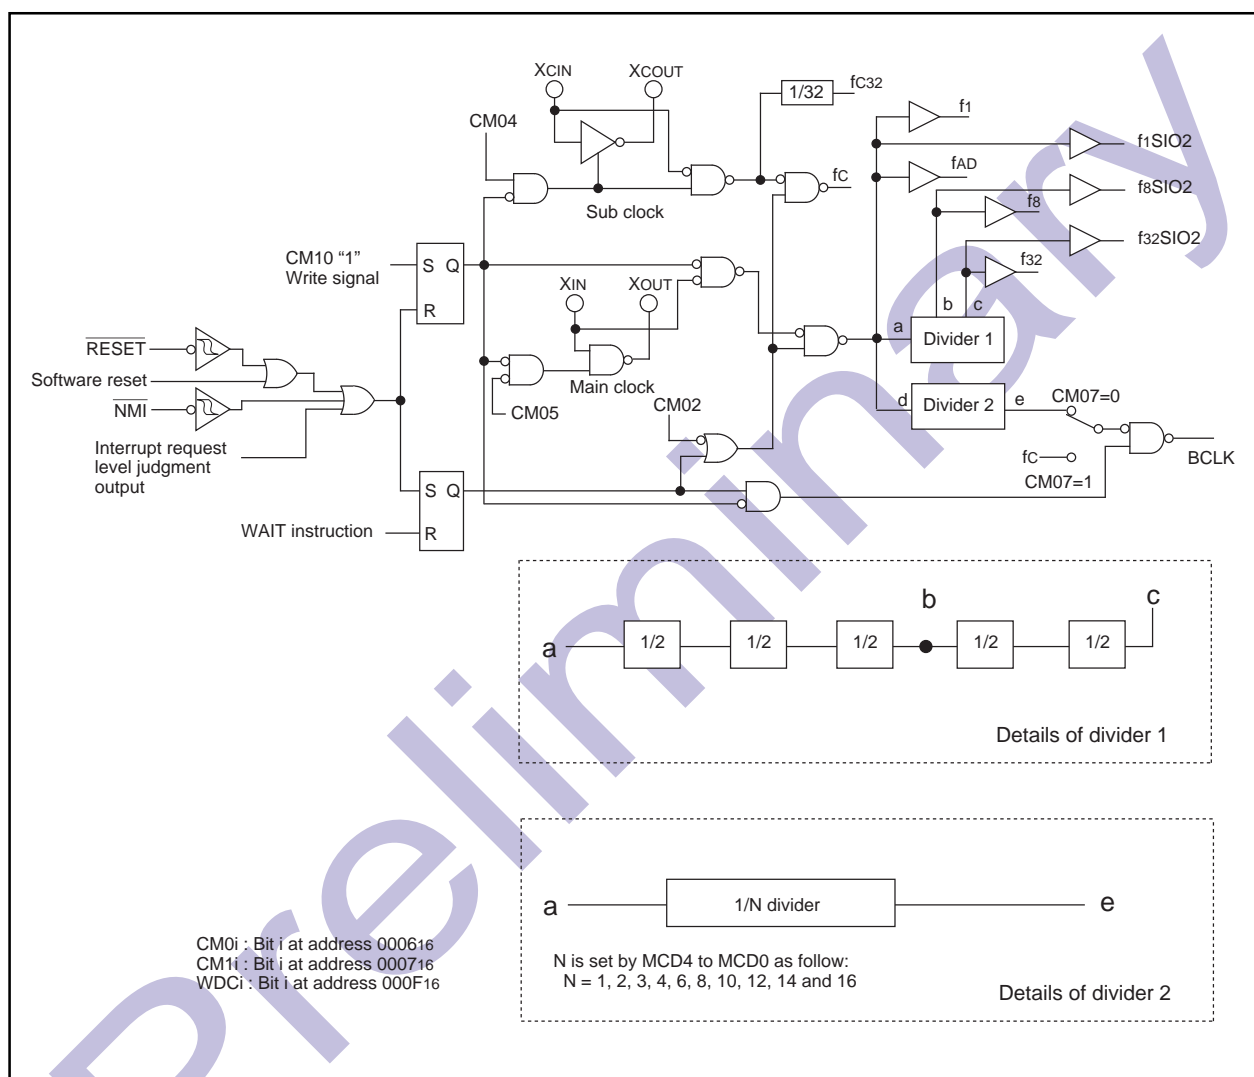 XCIN
XCOUT
1/32
fC32
CM04
f1
f1SIO2
fAD
fC
f8SIO2
Sub clock
f8
CM10 “1”
Write signal
S Q
R
XIN
XOUT
f32SIO2
f32
b c
a
Divider 1
RESET
Software reset
NMI
Main clock
CM05
CM02
d
Divider 2
e
CM07=0
Interrupt request
level judgment
output
fC
CM07=1
BCLK
S Q
R
WAIT instruction
a
1/2
1/2
1/2
b
1/2
1/2
c
Details of divider 1
a
1/N divider
e
CM0i : Bit i at address 000616
CM1i : Bit i at address 000716
WDCi : Bit i at address 000F16
N is set by MCD4 to MCD0 as follow:
N = 1, 2, 3, 4, 6, 8, 10, 12, 14 and 16
Details of divider 2
Preliminary